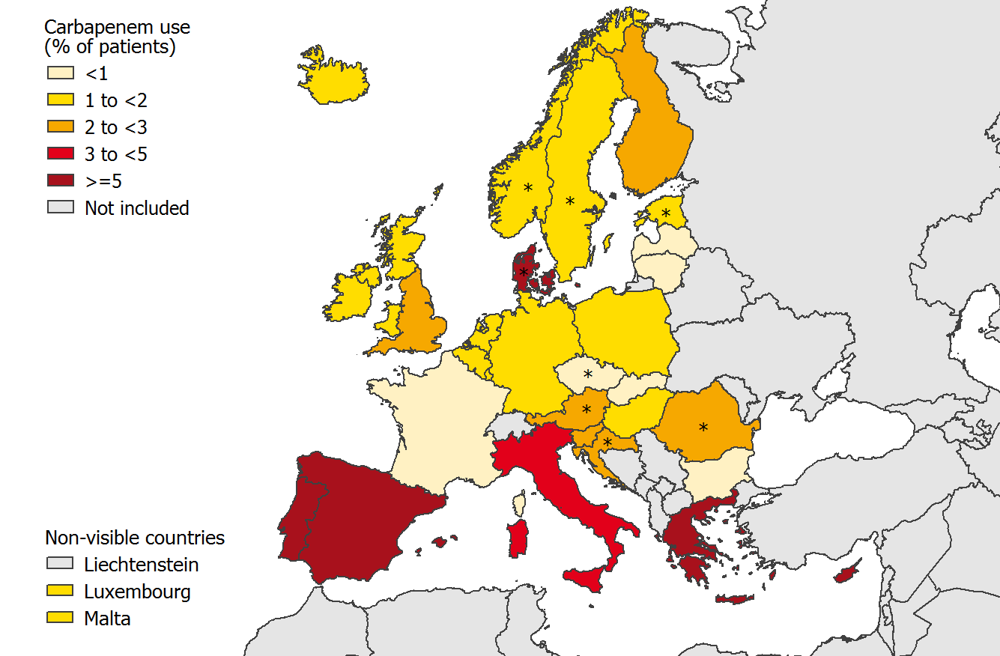 Carbapenem use
(% of patients)
<1
1 to <2
2 to <3
3 to <5
>=5
Not included
*
*
*
*
*
*
*
*
Non-visible countries
Liechtenstein
Luxembourg
Malta